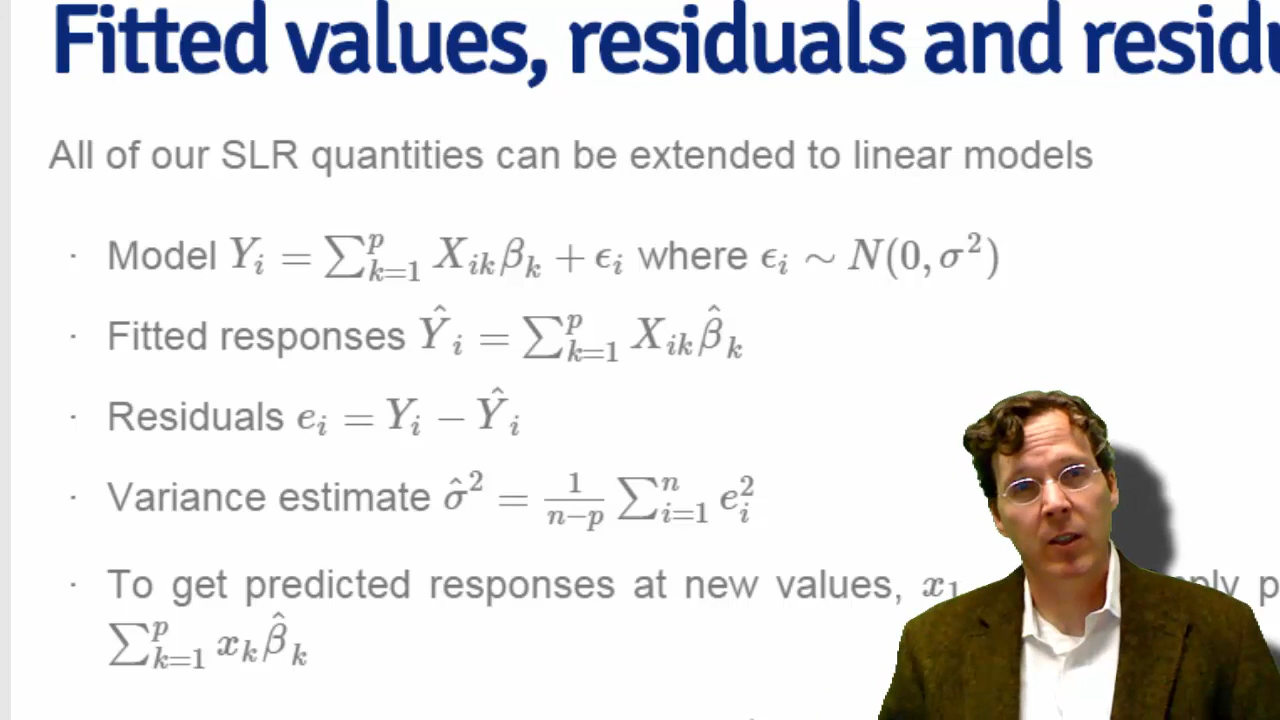 Fitted values, residuals and
All of our SLR quantities can be extended to linear models
· Model $Y_i = \sum_{k=1}^{p} X_{ik}\beta_k + \epsilon_i$ where $\epsilon_i \sim N(0, \sigma^2)$
· Fitted responses $\hat{Y}_i = \sum_{k=1}^{p} X_{ik}\hat{\beta}_k$
· Residuals $e_i = Y_i - \hat{Y}_i$
· Variance estimate $\hat{\sigma}^2 = \frac{1}{n-p} \sum_{i=1}^{n} e_i^2$
· To get predicted responses at new values, $x_1$
$\sum_{k=1}^{p} x_k\hat{\beta}_k$